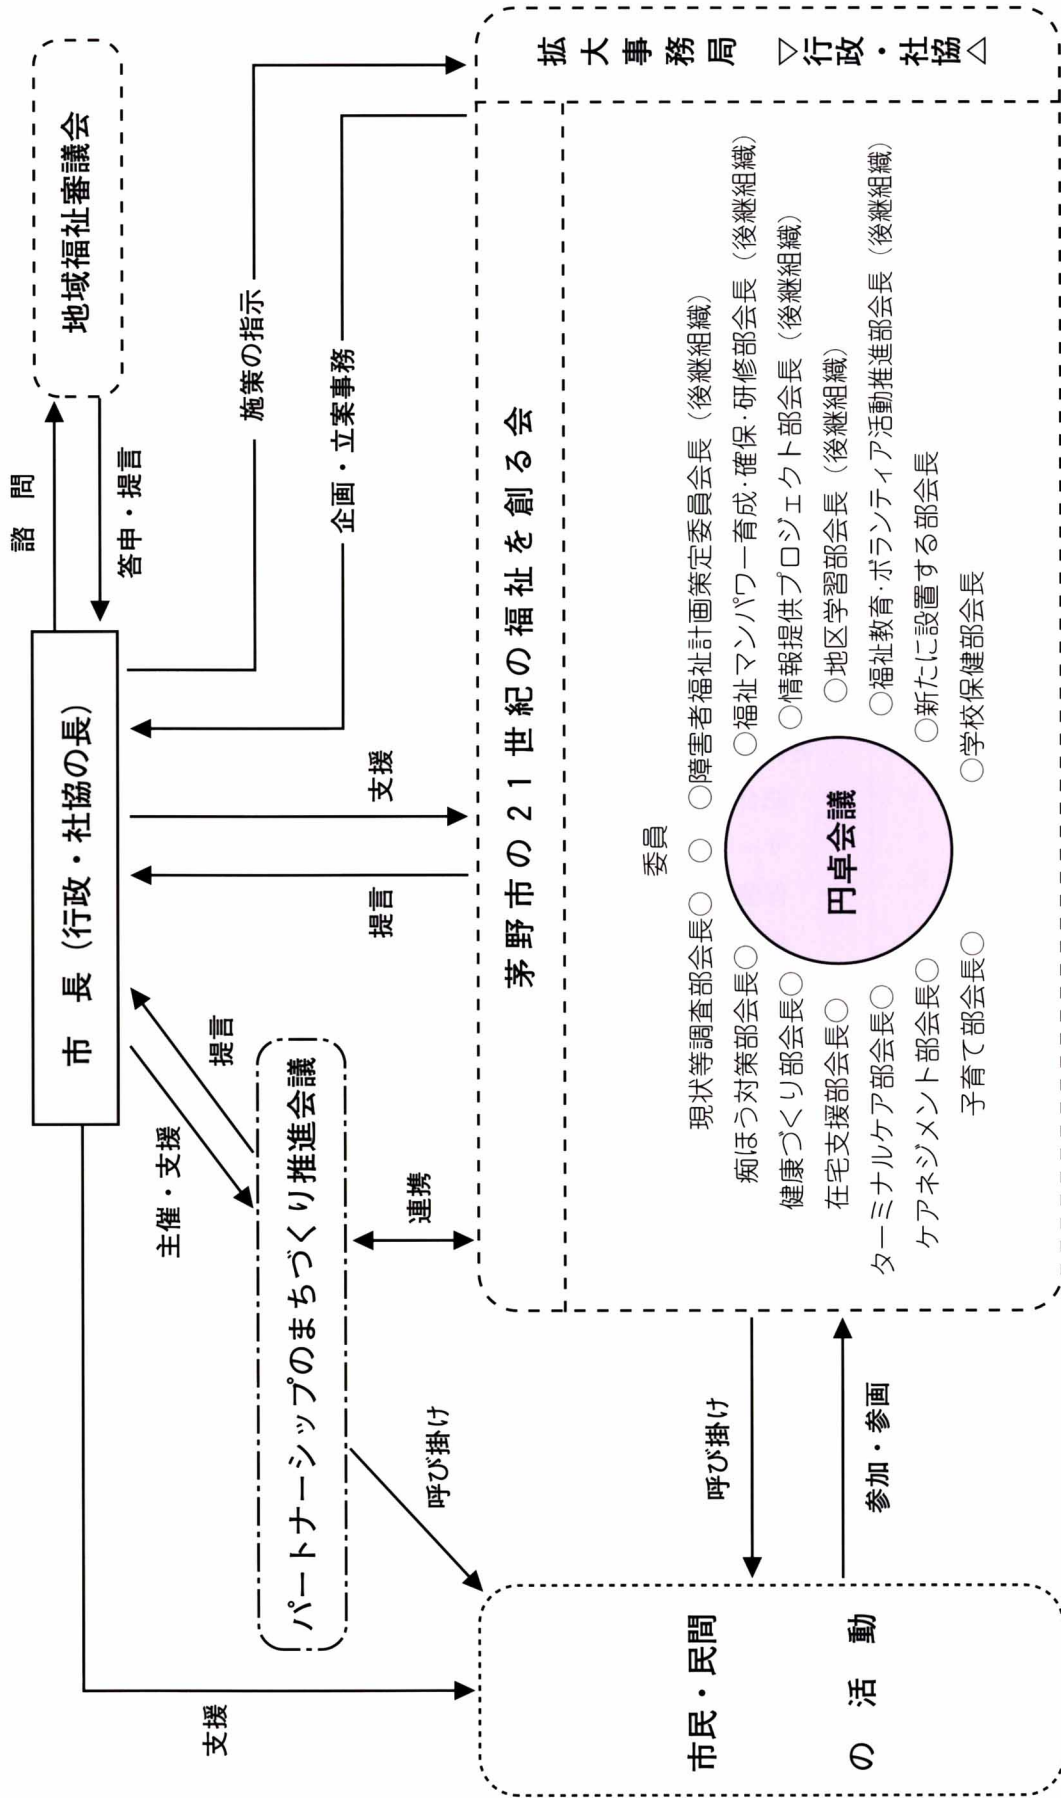 諮　問
地域福祉審議会
答申・提言
市　長（行政・社協の長）
施策の指示
企画・立案事務
支援
提言
提言
主催・支援
支援
パートナーシップのまちづくり推進会議
連携
呼び掛け
茅野市の21世紀の福祉を創る会
拡大事務局
▽行政・社協△
委員
○
現状等調査部会長○
痴ほう対策部会長○
健康づくり部会長○
在宅支援部会長○
ターミナルケア部会長○
ケアネジメント部会長○
子育て部会長○
円卓会議
○障害者福祉計画策定委員会長（後継組織）
○福祉マンパワー育成・確保・研修部会長（後継組織）
○情報提供プロジェクト部会長（後継組織）
○地区学習部会長（後継組織）
○福祉教育・ボランティア活動推進部会長（後継組織）
○新たに設置する部会長
○学校保健部会長
呼び掛け
参加・参画
市民・民間
の　活　動